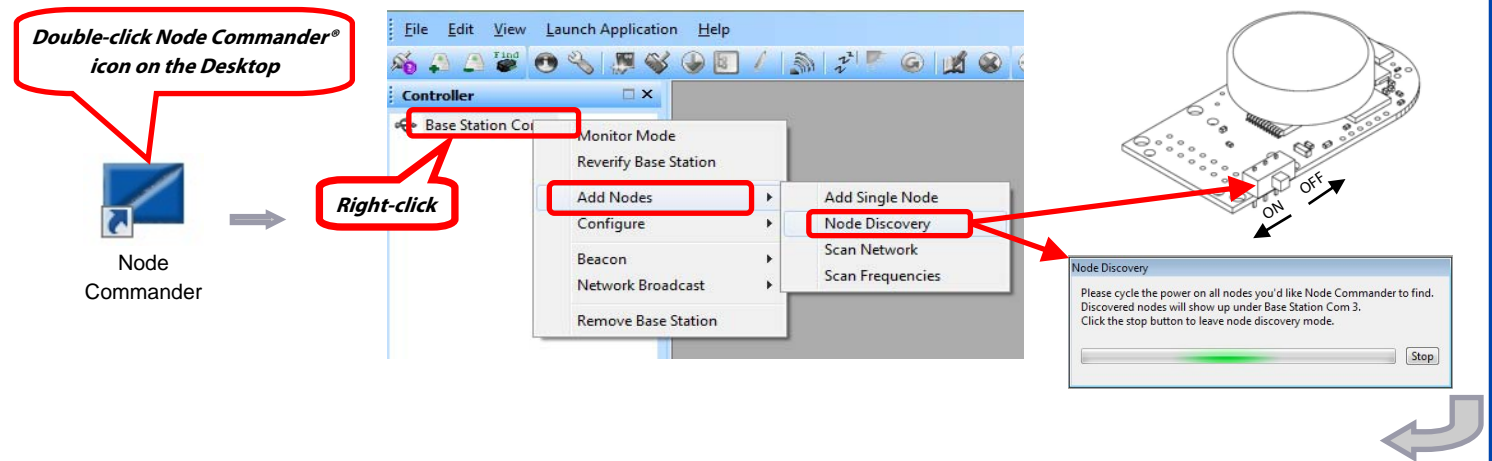 Double-click Node Commander®
icon on the Desktop
Node
Commander
File Edit View Launch Application Help
Find
Controller
Base Station Co
Right-click
Monitor Mode
Reverify Base Station
Add Nodes
Configure
Beacon
Network Broadcast
Remove Base Station
Add Single Node
Node Discovery
Scan Network
Scan Frequencies
OFF
ON
Node Discovery
Please cycle the power on all nodes you'd like Node Commander to find.
Discovered nodes will show up under Base Station Com 3.
Click the stop button to leave node discovery mode.
Stop